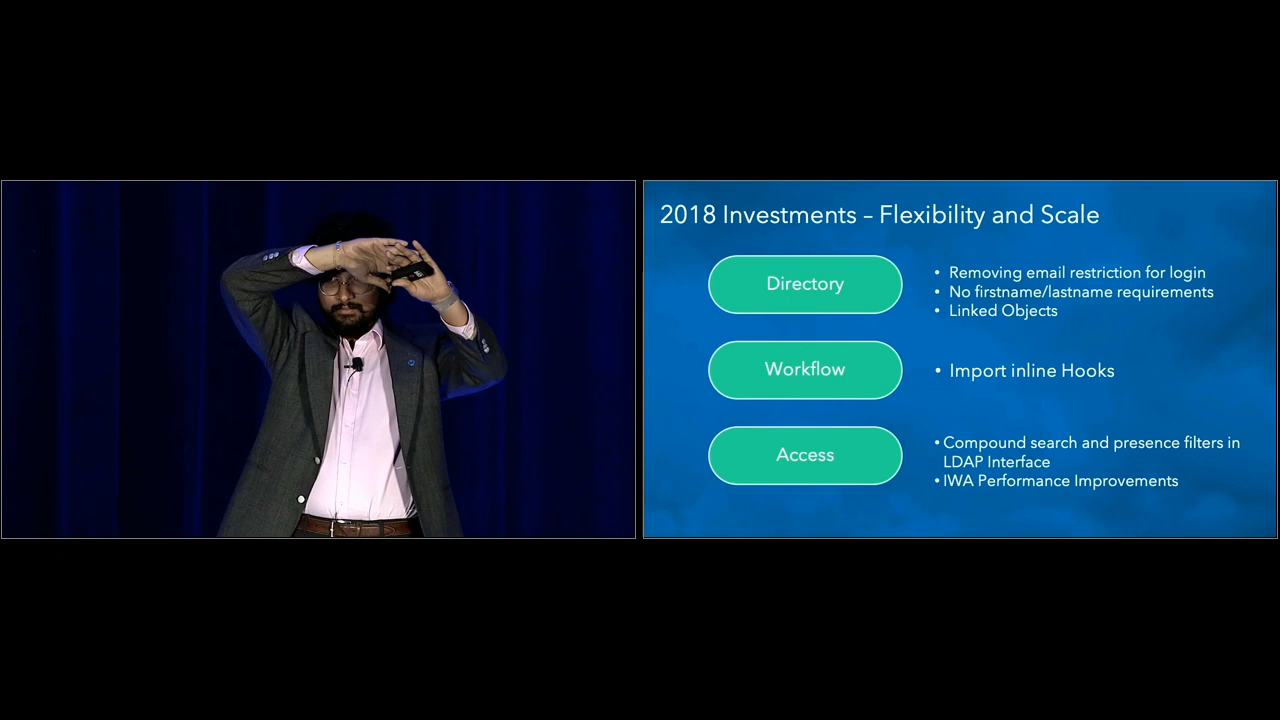 2018 Investments – Flexibility and Scale
Directory
• Removing email restriction for login
• No firstname/lastname requirements
• Linked Objects
Workflow
• Import inline Hooks
Access
• Compound search and presence filters in
LDAP Interface
• IWA Performance Improvements